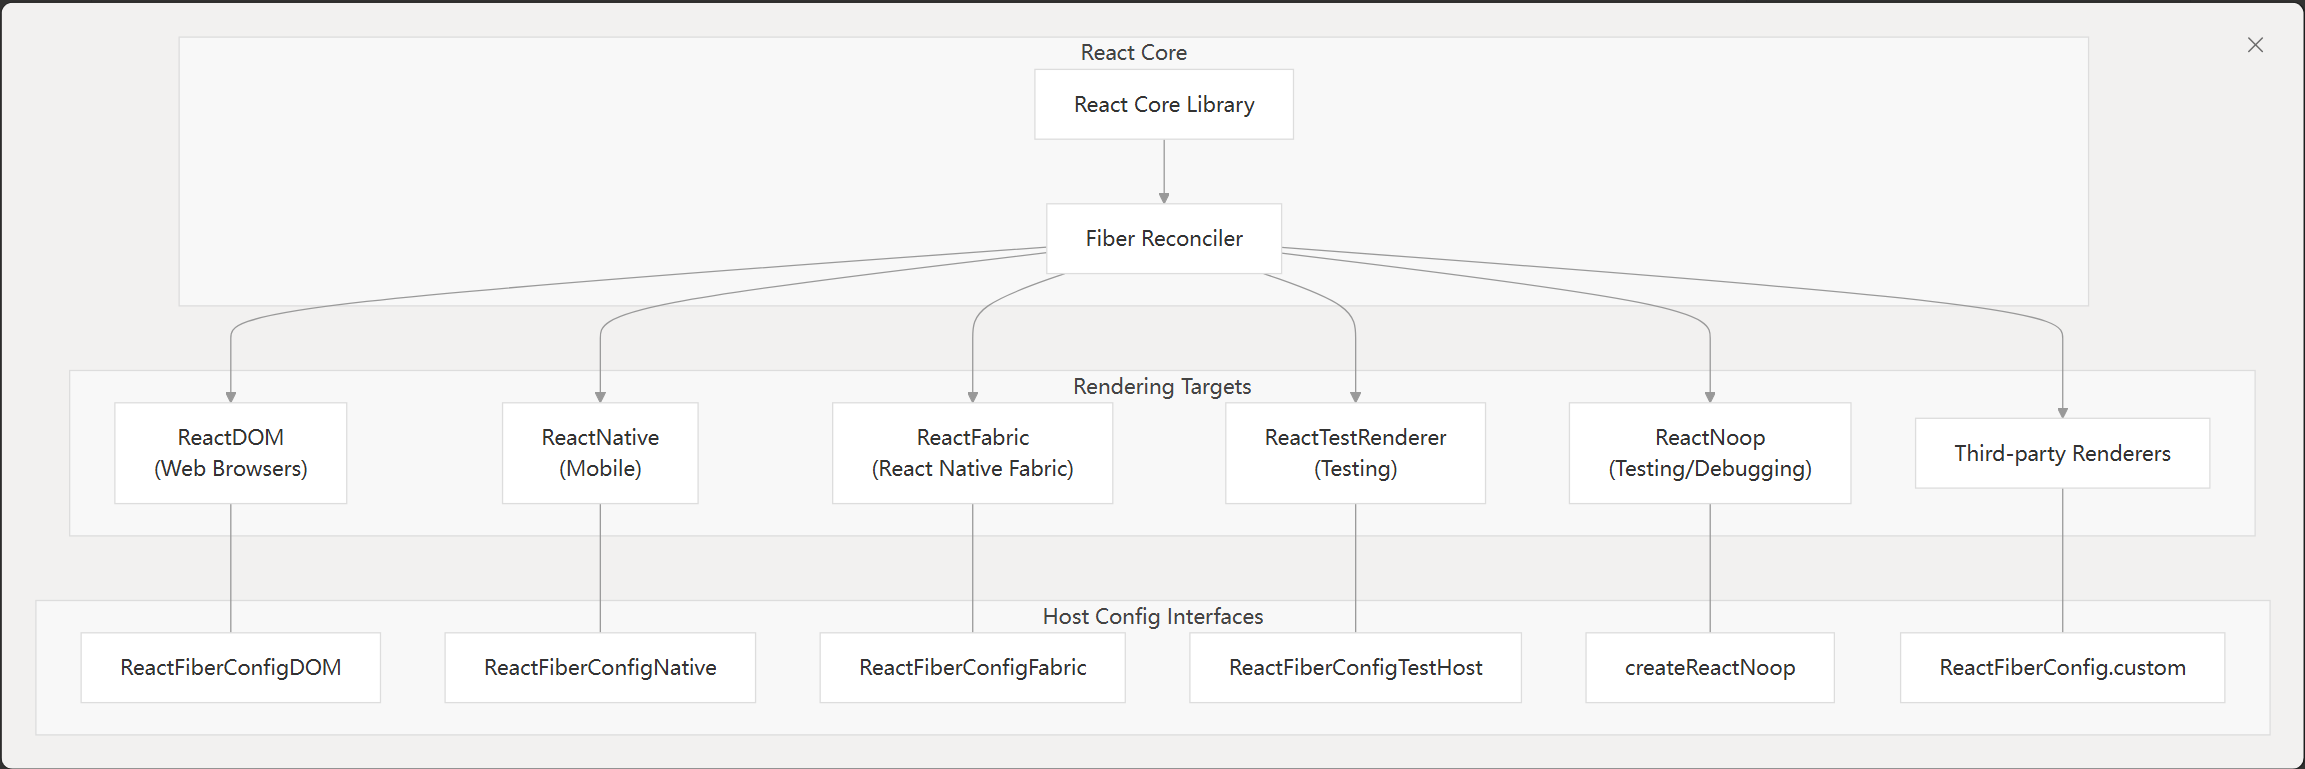 React Core
React Core Library
Fiber Reconciler
Rendering Targets
ReactDOM
(Web Browsers)
ReactNative
(Mobile)
ReactFabric
(React Native Fabric)
ReactTestRenderer
(Testing)
ReactNoop
(Testing/Debugging)
Third-party Renderers
Host Config Interfaces
ReactFiberConfigDOM
ReactFiberConfigNative
ReactFiberConfigFabric
ReactFiberConfigTestHost
createReactNoop
ReactFiberConfig.custom